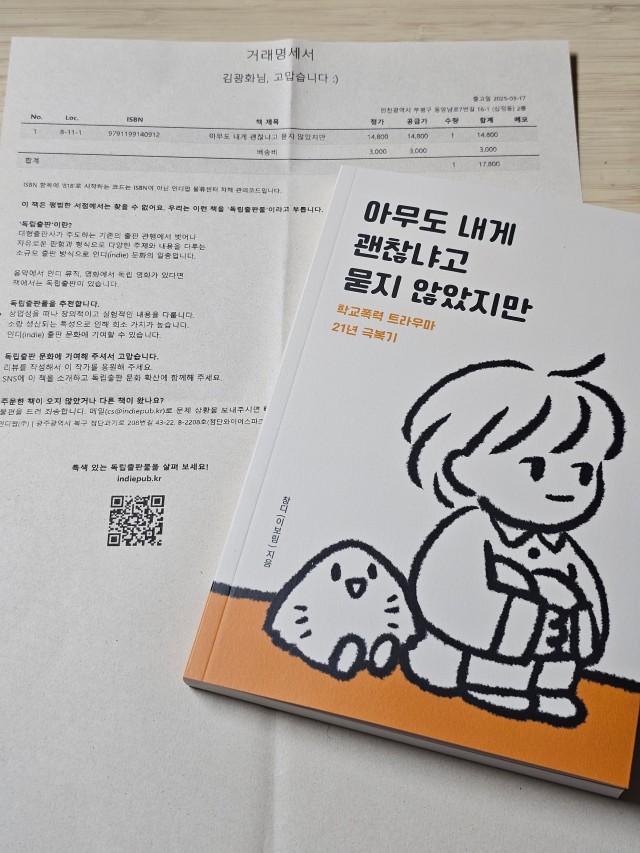 거래명세서
김광화님, 고맙습니다 :)
출고일 2025-09-17
인천광역시 부평구 동암남로7번길 16-1 (십정동) 2층
No. Loc. ISBN 책 제목 정가 공급가 수량 합계 메모
1 8-11-1 9791199140912 아무도 내게 괜찮냐고 묻지 않았지만 14,800 14,800 1 14,800
배송비 3,000 3,000 3,000
합계 1 17,800
ISBN 항목에 '818'로 시작하는 코드는 ISBN이 아닌 인디펍 물류센터 자체 관리코드입니다.
이 책은 평범한 서점에서는 찾을 수 없어요. 우리는 이런 책을 '독립출판물'이라고 부릅니다.
'독립출판'이란?
대형출판사가 주도하는 기존의 출판 관행에서 벗어나
자유로운 판형과 형식으로 다양한 주제와 내용을 다루는
소규모 출판 방식으로 인디(indie) 문화의 일종입니다.
음악에서 인디 뮤직, 영화에서 독립 영화가 있다면
책에서는 독립출판이 있습니다.
독립출판물을 추천합니다.
상업성을 떠나 창의적이고 실험적인 내용을 다룹니다.
소량 생산되는 특성으로 인해 희소 가치가 높습니다.
인디(indie) 출판 문화에 기여할 수 있습니다.
독립출판 문화에 기여해 주셔서 고맙습니다.
리뷰를 작성해서 이 작가를 응원해 주세요.
SNS에 이 책을 소개하고 독립출판 문화 확산에 함께해 주세요.
주문한 책이 오지 않았거나 다른 책이 왔나요?
불편을 드려 죄송합니다. 메일(cs@indiepub.kr)로 문제 상황을 보내주시면
인디펍(주) | 광주광역시 북구 첨단과기로 208번길 43-22, B-2208호(첨단와이어스파크
특색 있는 독립출판물을 살펴 보세요!
indiepub.kr
아무도 내게
괜찮냐고
묻지 않았지만
학교폭력 트라우마
21년 극복기
창디(이보람) 지음